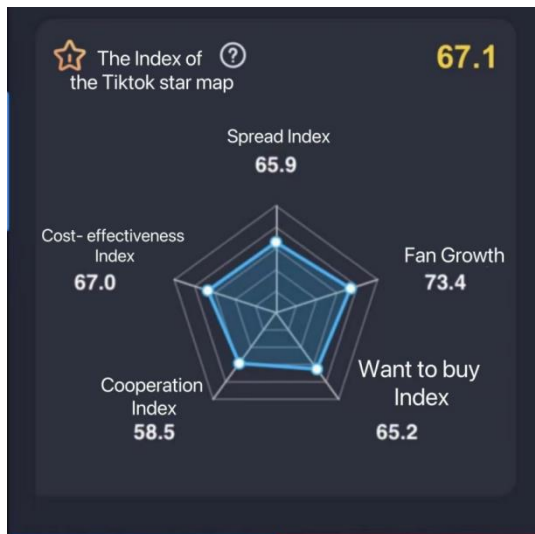 The Index of
the Tiktok star map
?
67.1
Spread Index
65.9
Cost- effectiveness
Index
67.0
Fan Growth
73.4
Cooperation
Index
58.5
Want to buy
Index
65.2